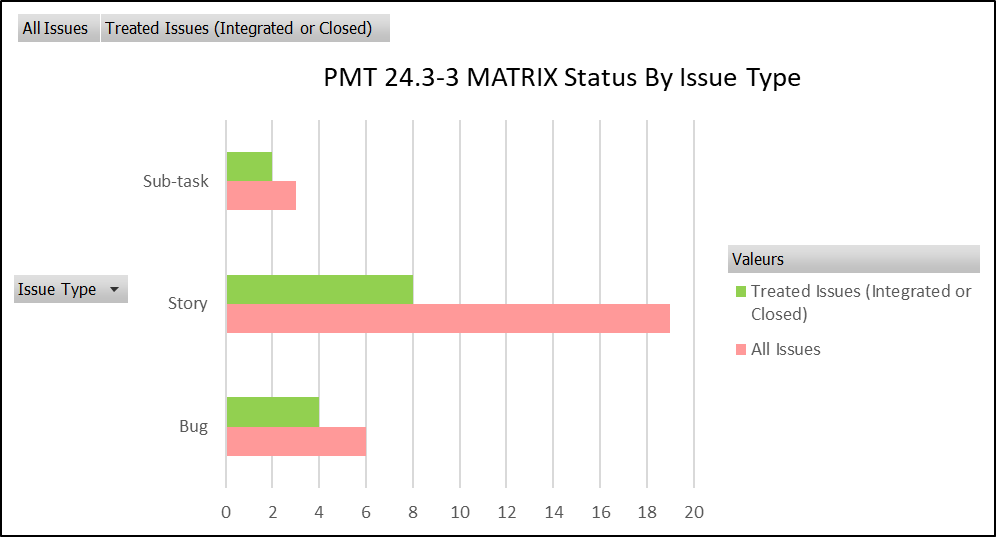 All Issues
Treated Issues (Integrated or Closed)
PMT 24.3-3 MATRIX Status By Issue Type
Sub-task
Story
Bug
Issue Type
0 2 4 6 8 10 12 14 16 18 20
Valeurs
Treated Issues (Integrated or
Closed)
All Issues